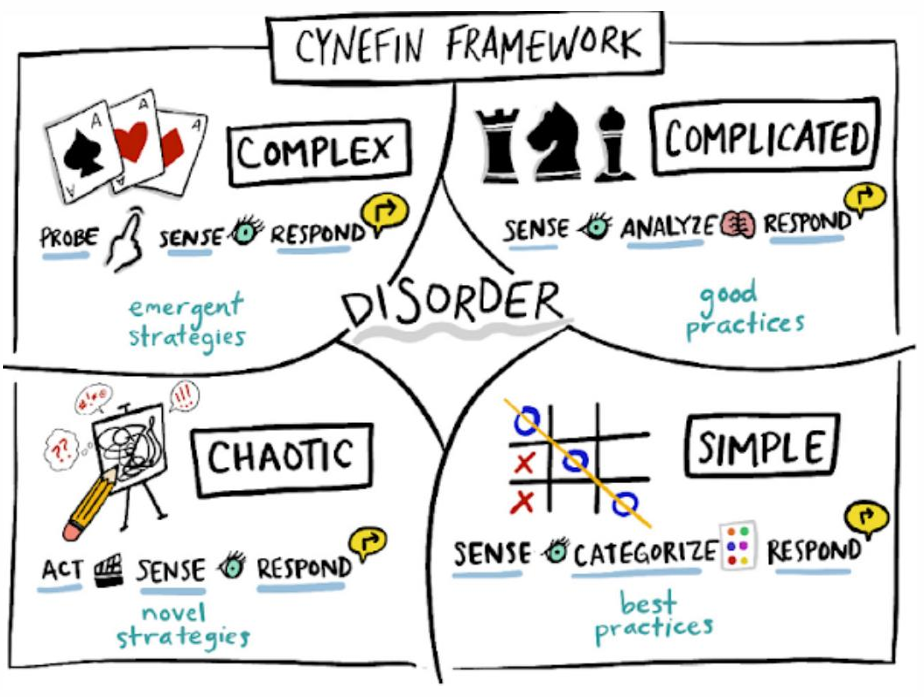 CYNEFIN FRAMEWORK
A
A
A
A
A
COMPLEX
PROBE SENSE RESPOND
emergent
strategies
COMPLICATED
SENSE ANALYZE RESPOND
good
practices
DISORDER
#!*@
!!!
??
CHAOTIC
ACT SENSE RESPOND
novel
strategies
X
X
SIMPLE
SENSE CATEGORIZE RESPOND
best
practices